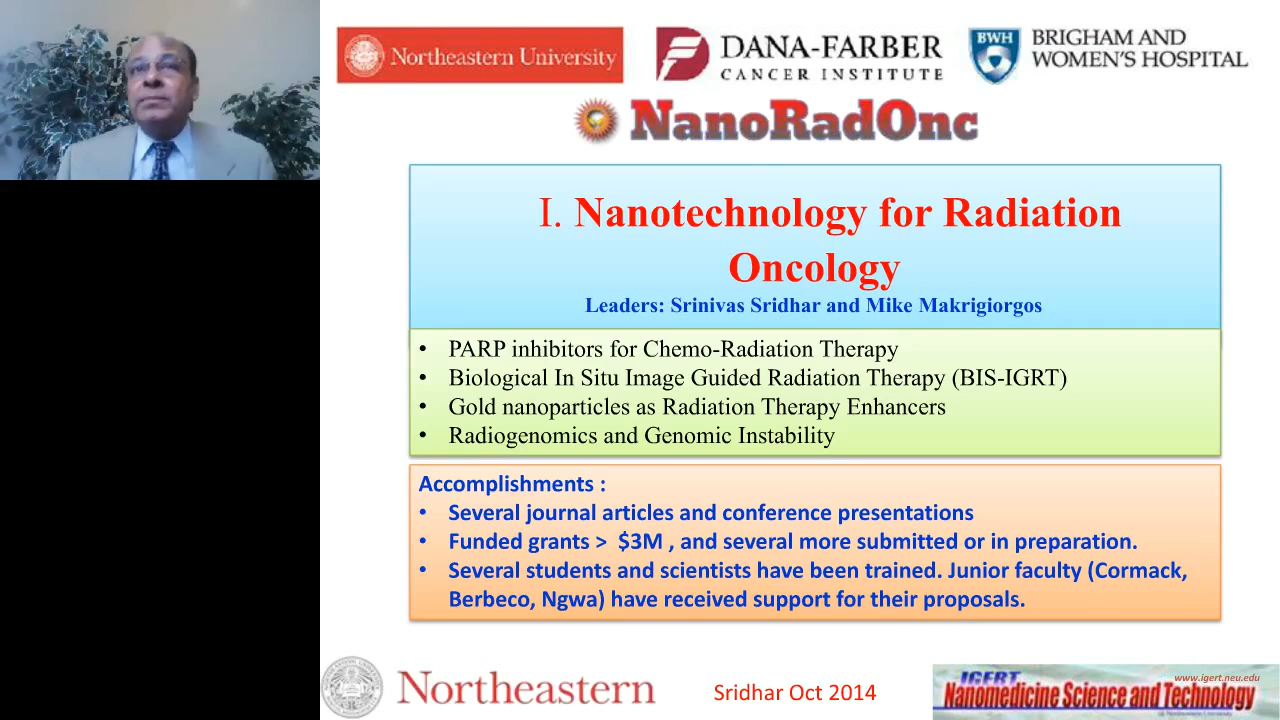 Northeastern University
DANA-FARBER
CANCER INSTITUTE
BWH
BRIGHAM AND
WOMEN'S HOSPITAL
NanoRadOnc
I. Nanotechnology for Radiation
Oncology
Leaders: Srinivas Sridhar and Mike Makrigiorgos
• PARP inhibitors for Chemo-Radiation Therapy
• Biological In Situ Image Guided Radiation Therapy (BIS-IGRT)
• Gold nanoparticles as Radiation Therapy Enhancers
• Radiogenomics and Genomic Instability
Accomplishments :
• Several journal articles and conference presentations
• Funded grants > $3M , and several more submitted or in preparation.
• Several students and scientists have been trained. Junior faculty (Cormack,
Berbeco, Ngwa) have received support for their proposals.
Northeastern
Sridhar Oct 2014
IGERT
www.igert.neu.edu
Nanomedicine Science and Technology